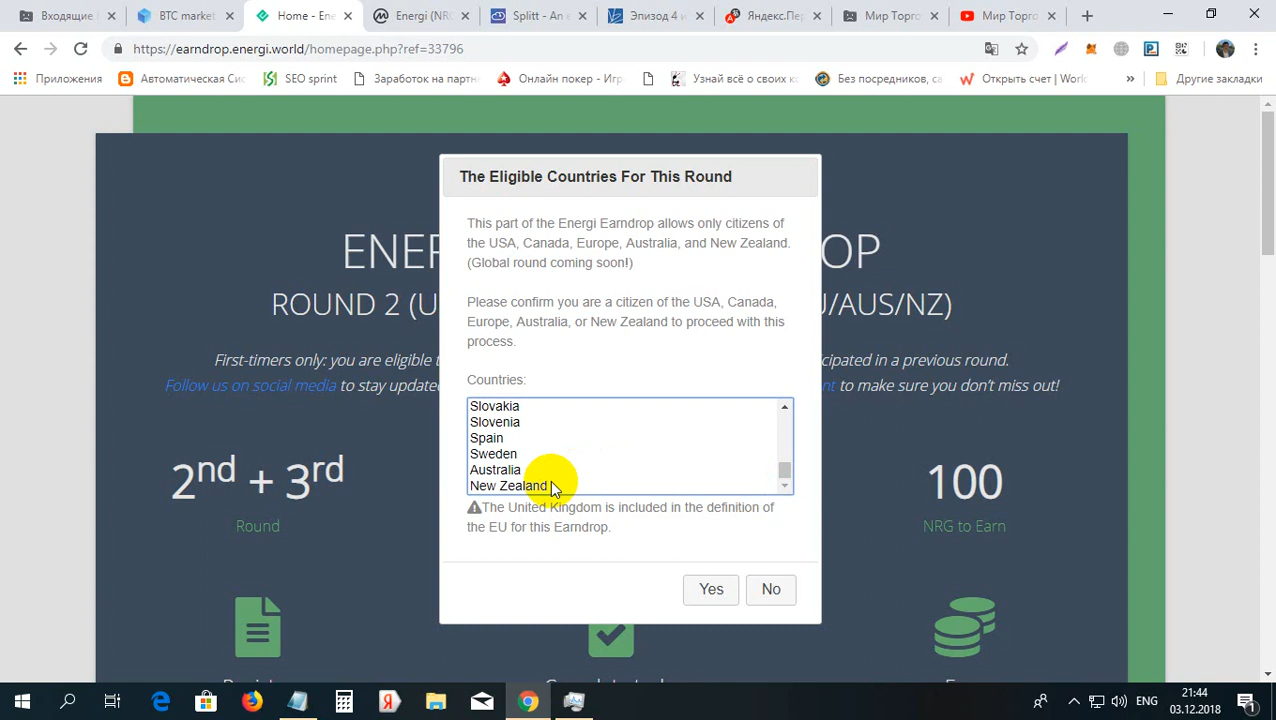 Входящие
BTC market
Home - Ene
Energi (NR
Splitt - An e
Эпизод 4 и
Яндекс.Пер
Мир Торго
Мир Торго
https://earndrop.energi.world/homepage.php?ref=33796
Приложения
Автоматическая Сис
SEO sprint
Заработок на партн
Онлайн покер - Игр
Узнай всё о своих ко
Без посредников, са
Открыть счет | Worl
»
Другие закладки
The Eligible Countries For This Round
This part of the Energi Earndrop allows only citizens of
the USA, Canada, Europe, Australia, and New Zealand.
(Global round coming soon!)
Please confirm you are a citizen of the USA, Canada,
Europe, Australia, or New Zealand to proceed with this
process.
Countries:
Slovakia
Slovenia
Spain
Sweden
Australia
New Zealand
The United Kingdom is included in the definition of
the EU for this Earndrop.
Yes
No
ENER
OP
ROUND 2 (U
U/AUS/NZ)
First-timers only: you are eligible t
ticipated in a previous round.
Follow us on social media to stay update
nt to make sure you don’t miss out!
2nd + 3rd
Round
100
NRG to Earn
ENG
21:44
03.12.2018
1